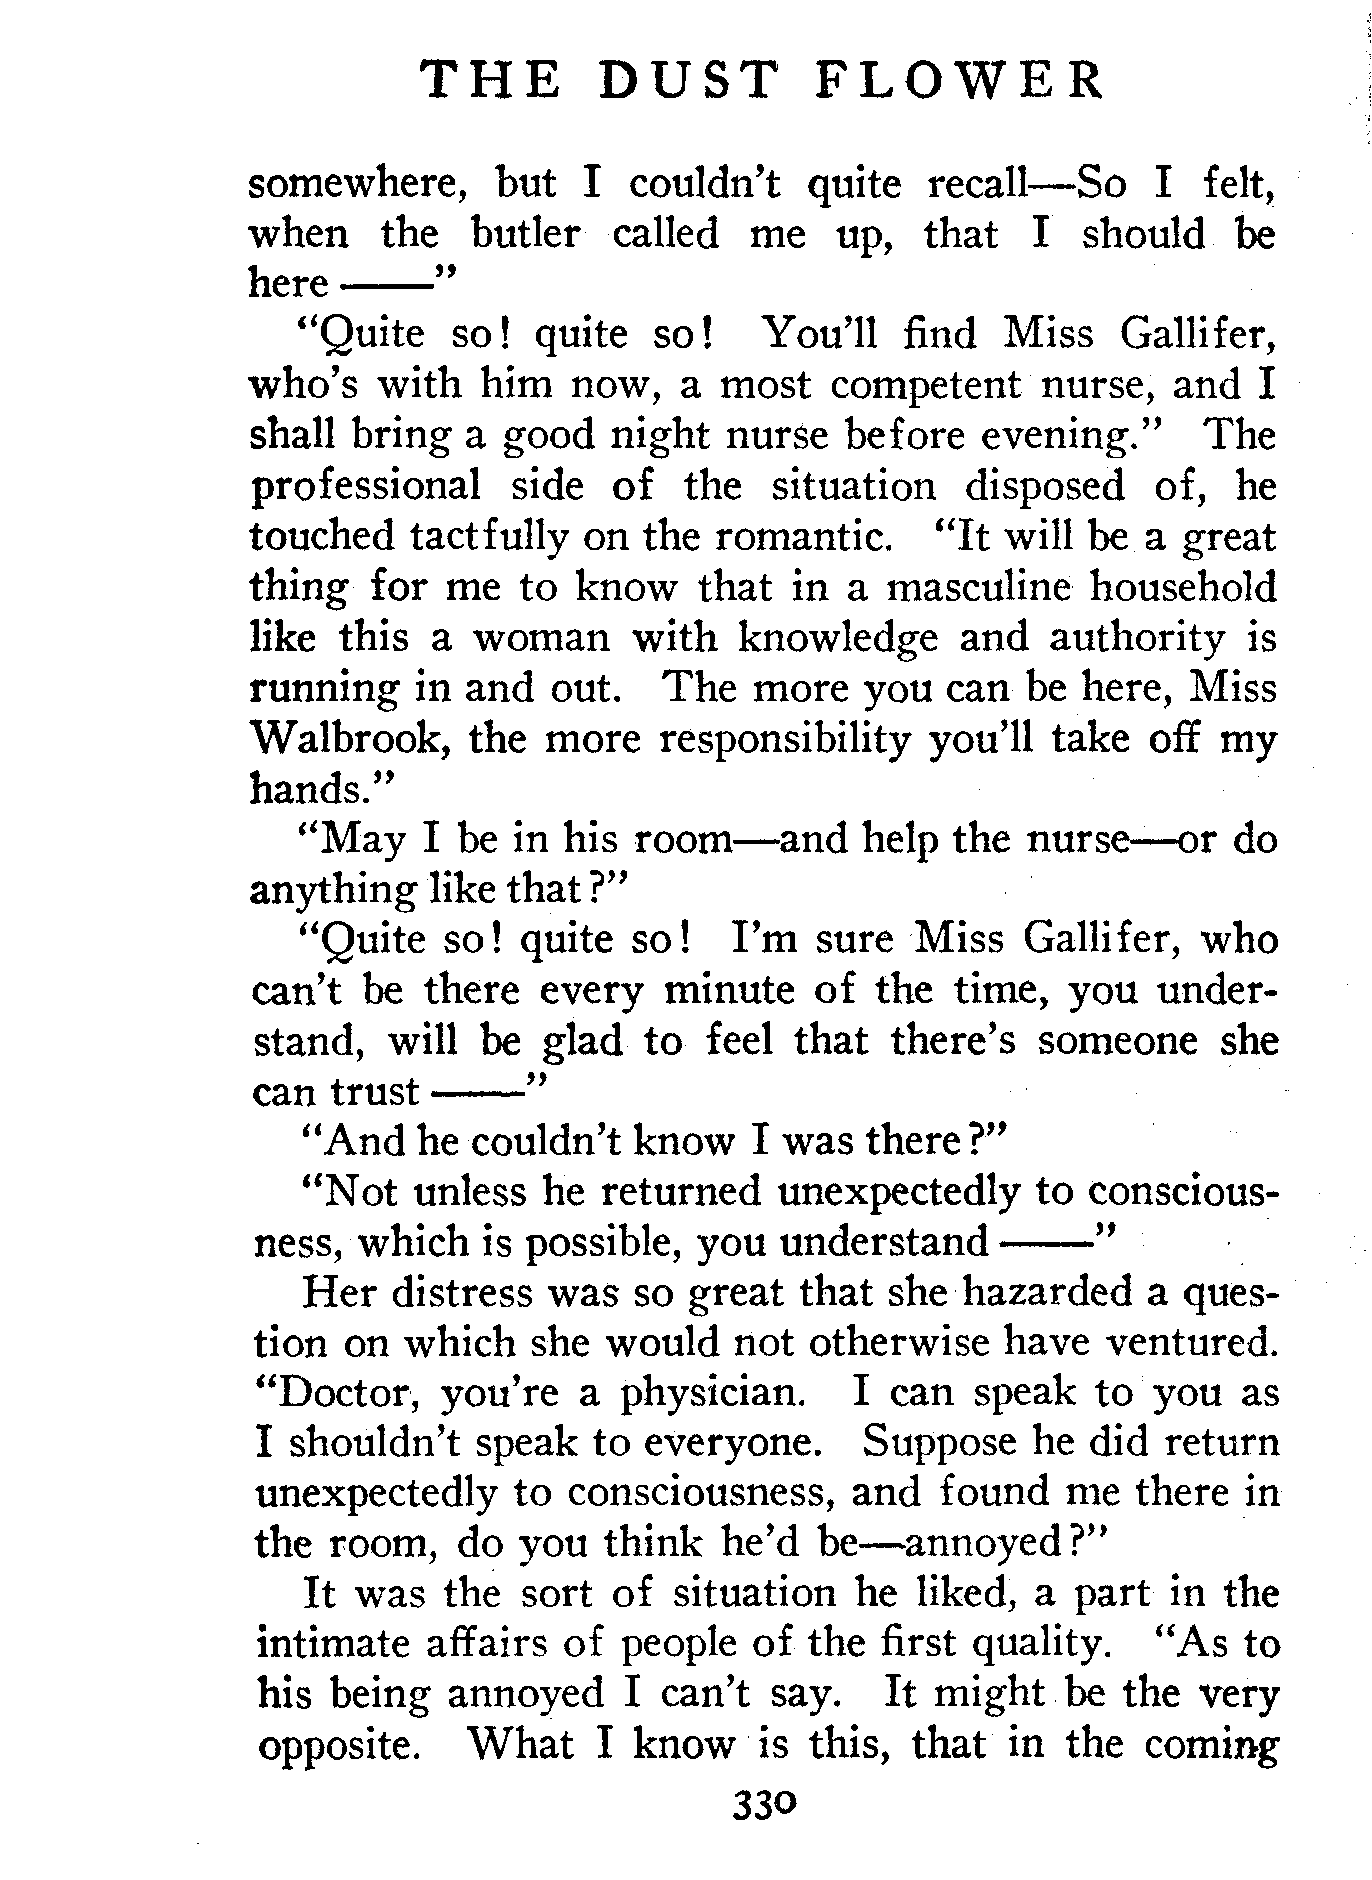 THE DUST FLOWER
somewhere, but I couldn't quite recall—So I felt,
when the butler called me up, that I should be
here ——"
"Quite so! quite so! You'll find Miss Gallifer,
who's with him now, a most competent nurse, and I
shall bring a good night nurse before evening." The
professional side of the situation disposed of, he
touched tactfully on the romantic. "It will be a great
thing for me to know that in a masculine household
like this a woman with knowledge and authority is
running in and out. The more you can be here, Miss
Walbrook, the more responsibility you'll take off my
hands."
"May I be in his room—and help the nurse—or do
anything like that?"
"Quite so! quite so! I'm sure Miss Gallifer, who
can't be there every minute of the time, you under-
stand, will be glad to feel that there's someone she
can trust ——"
"And he couldn't know I was there?"
"Not unless he returned unexpectedly to conscious-
ness, which is possible, you understand ——"
Her distress was so great that she hazarded a ques-
tion on which she would not otherwise have ventured.
"Doctor, you're a physician. I can speak to you as
I shouldn't speak to everyone. Suppose he did return
unexpectedly to consciousness, and found me there in
the room, do you think he'd be—annoyed?"
It was the sort of situation he liked, a part in the
intimate affairs of people of the first quality. "As to
his being annoyed I can't say. It might be the very
opposite. What I know is this, that in the coming
330